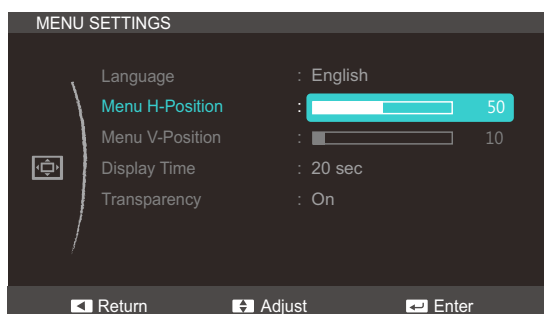 MENU SETTINGS
Language : English
Menu H-Position : 50
Menu V-Position : 10
Display Time : 20 sec
Transparency : On
Return Adjust Enter